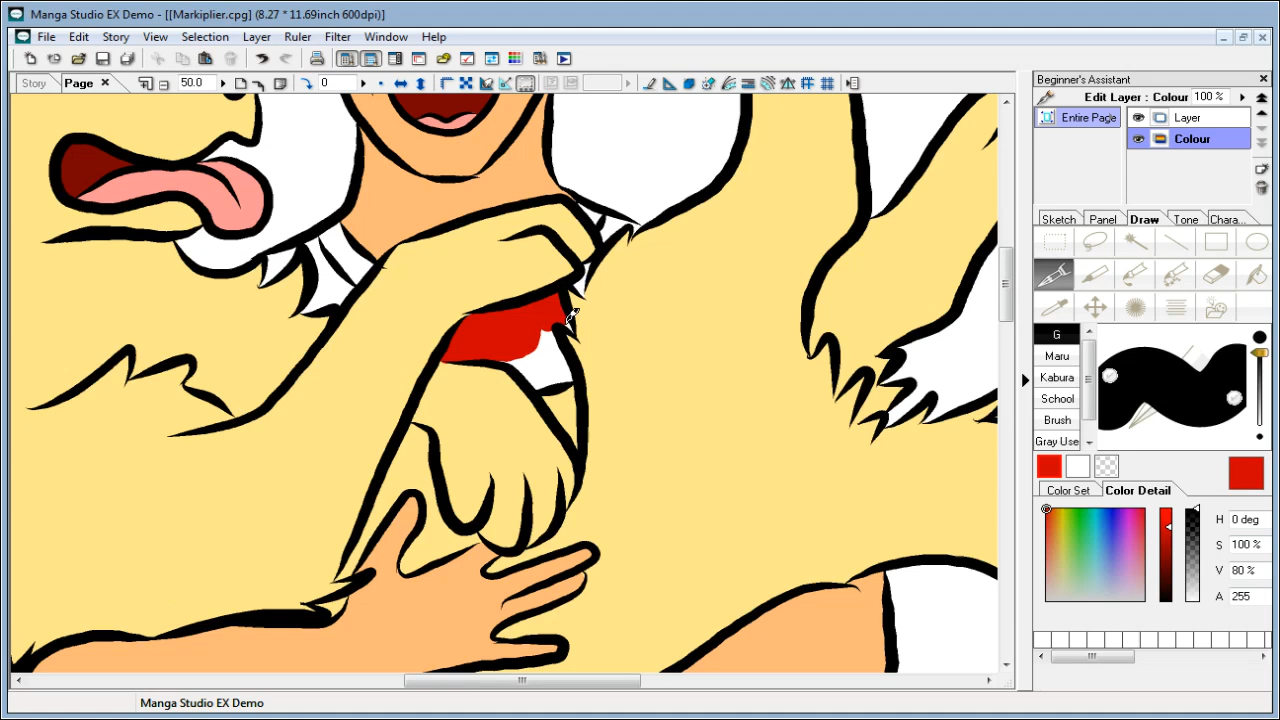 Manga Studio EX Demo - [[Markiplier.cpg] (8.27 * 11.69inch 600dpi)]
File Edit Story View Selection Layer Ruler Filter Window Help
Story Page 50.0 0
Beginner's Assistant
Edit Layer : Colour 100 %
Entire Page Layer
Colour
Sketch Panel Draw Tone Chara...
G
Maru
Kabura
School
Brush
Gray Use
Color Set Color Detail
H 0 deg
S 100 %
V 80 %
A 255
Manga Studio EX Demo